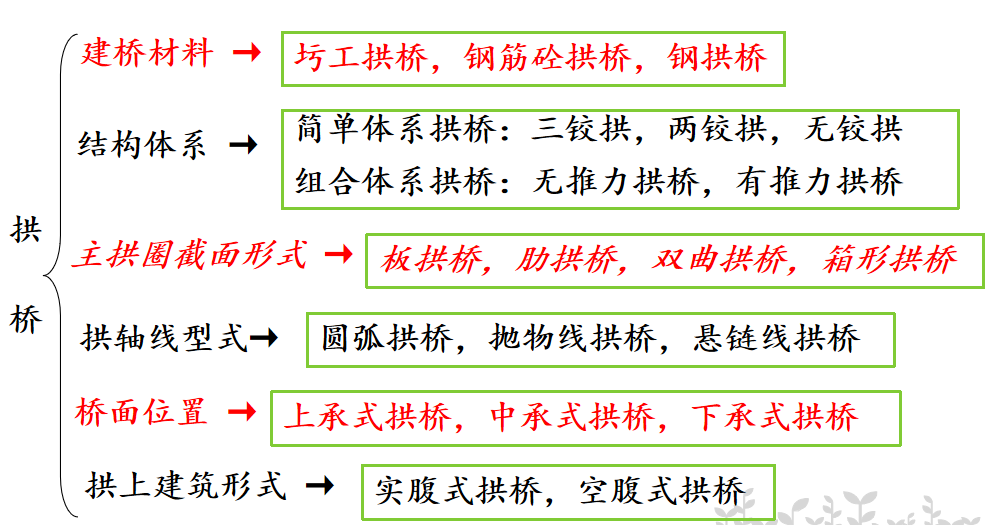 拱桥
建桥材料 → 圬工拱桥，钢筋砼拱桥，钢拱桥
结构体系 → 简单体系拱桥：三铰拱，两铰拱，无铰拱
组合体系拱桥：无推力拱桥，有推力拱桥
主拱圈截面形式 → 板拱桥，肋拱桥，双曲拱桥，箱形拱桥
拱轴线型式→ 圆弧拱桥，抛物线拱桥，悬链线拱桥
桥面位置 → 上承式拱桥，中承式拱桥，下承式拱桥
拱上建筑形式 → 实腹式拱桥，空腹式拱桥